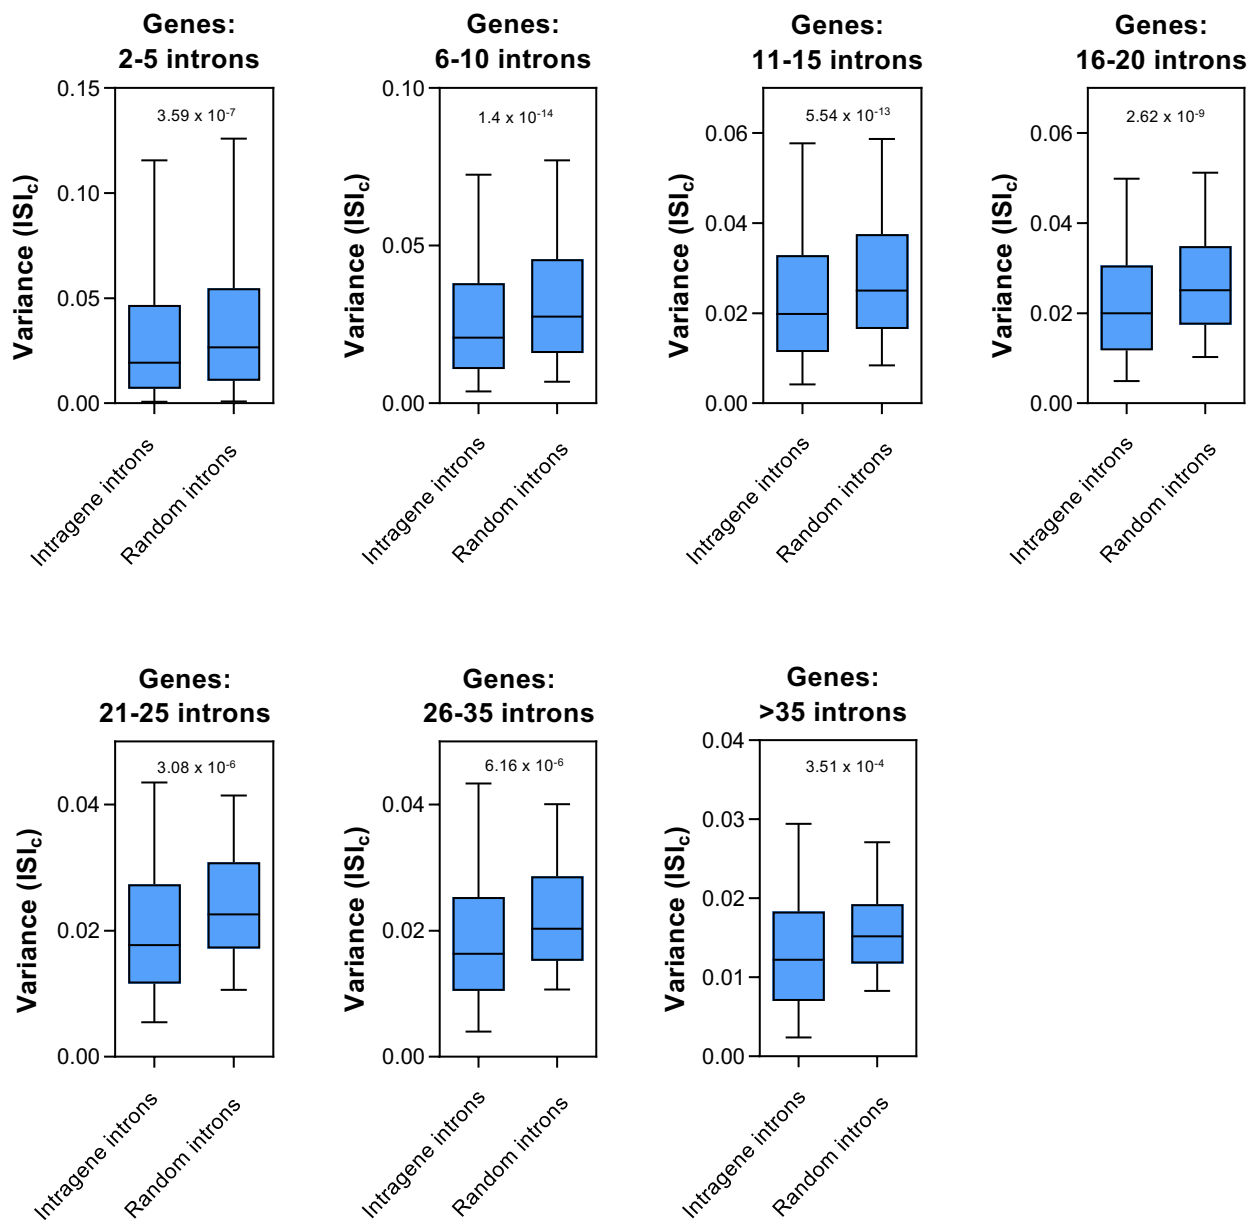 Genes:
2-5 introns
3.59 x 10⁻⁷
0.15
0.10
0.05
0.00
Variance (ISI꜀)
Intragene introns
Random introns
Genes:
6-10 introns
1.4 x 10⁻¹⁴
0.10
0.05
0.00
Variance (ISI꜀)
Intragene introns
Random introns
Genes:
11-15 introns
5.54 x 10⁻¹³
0.06
0.04
0.02
0.00
Variance (ISI꜀)
Intragene introns
Random introns
Genes:
16-20 introns
2.62 x 10⁻⁹
0.06
0.04
0.02
0.00
Variance (ISI꜀)
Intragene introns
Random introns
Genes:
21-25 introns
3.08 x 10⁻⁶
0.04
0.02
0.00
Variance (ISI꜀)
Intragene introns
Random introns
Genes:
26-35 introns
6.16 x 10⁻⁶
0.04
0.02
0.00
Variance (ISI꜀)
Intragene introns
Random introns
Genes:
>35 introns
3.51 x 10⁻⁴
0.04
0.03
0.02
0.01
0.00
Variance (ISI꜀)
Intragene introns
Random introns